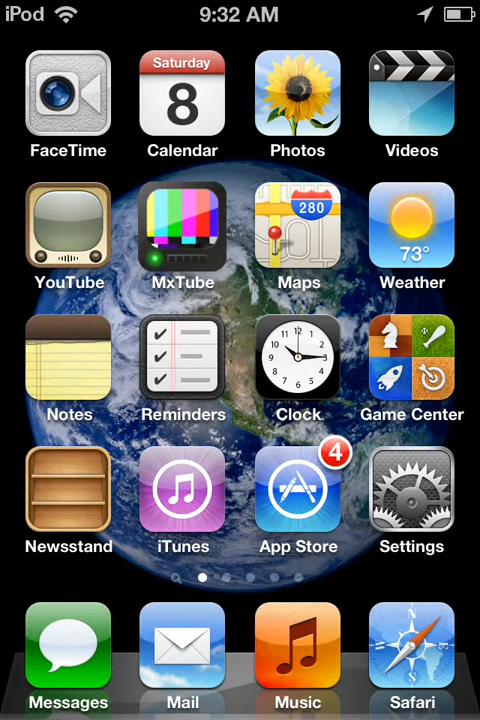 iPod 9:32 AM
Saturday
8
FaceTime Calendar Photos Videos
280
73°
YouTube MxTube Maps Weather
Notes Reminders Clock Game Center
4
Newsstand iTunes App Store Settings
Messages Mail Music Safari